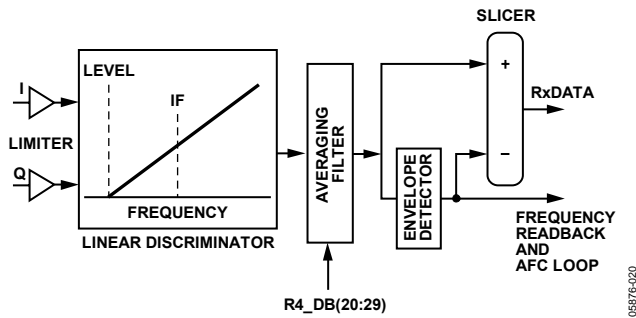 SLICER
I
LEVEL
IF
+
RxDATA
LIMITER
AVERAGING
FILTER
Q
–
ENVELOPE
DETECTOR
FREQUENCY
LINEAR DISCRIMINATOR
FREQUENCY
READBACK
AND
AFC LOOP
R4_DB(20:29)
05876-020